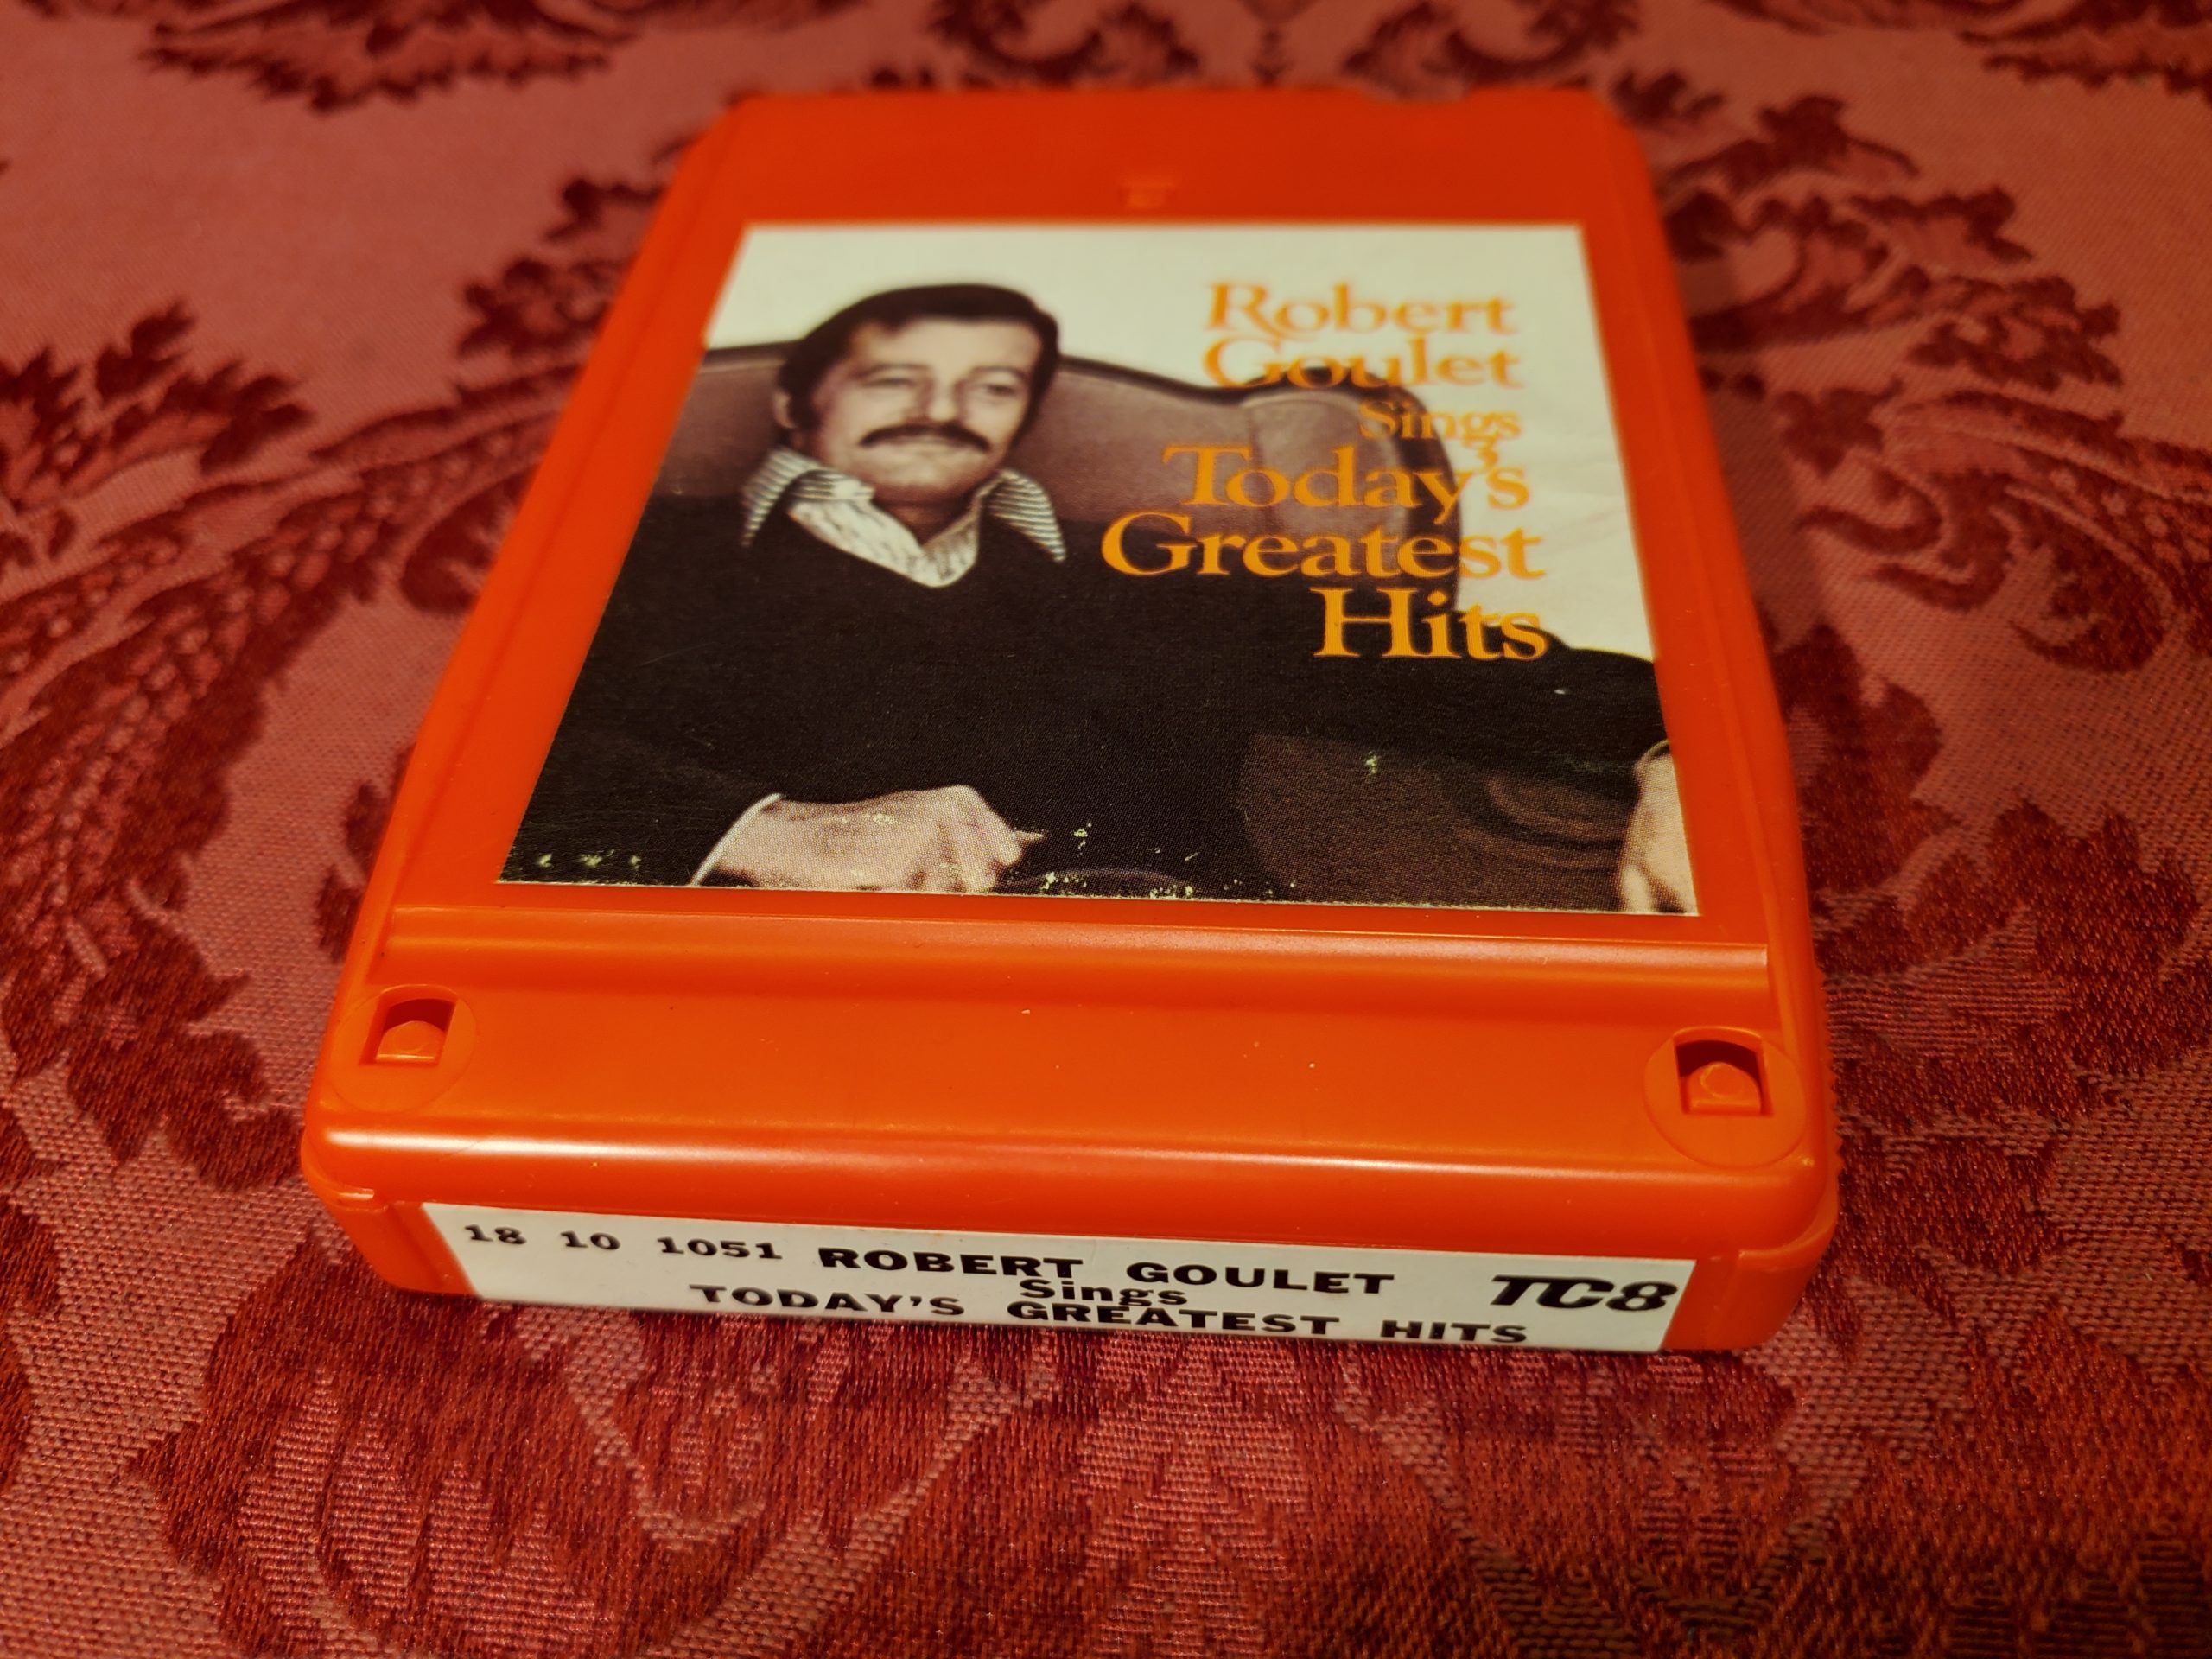 Robert
Goulet
Sings
Today's
Greatest
Hits
18 10 1051 ROBERT GOULET TC8
Sings
TODAY'S GREATEST HITS